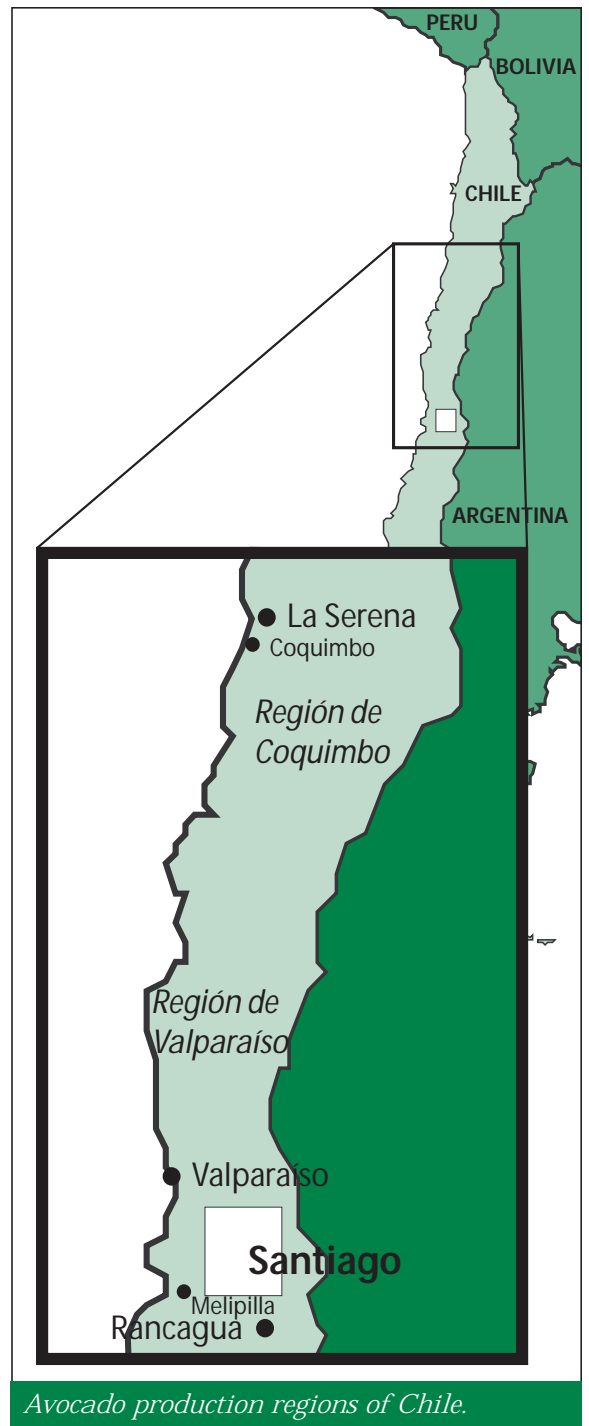 PERU
BOLIVIA
CHILE
ARGENTINA
La Serena
Coquimbo
Región de
Coquimbo
Región de
Valparaíso
Valparaíso
Santiago
Melipilla
Rancagua
Avocado production regions of Chile.